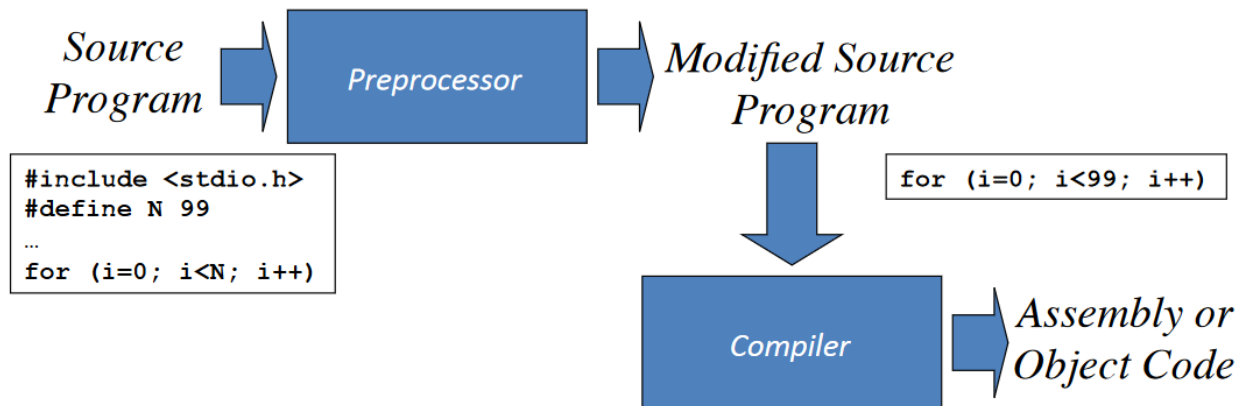 Source
Program
Preprocessor
Modified Source
Program
#include <stdio.h>
#define N 99
…
for (i=0; i<N; i++)
for (i=0; i<99; i++)
Compiler
Assembly or
Object Code